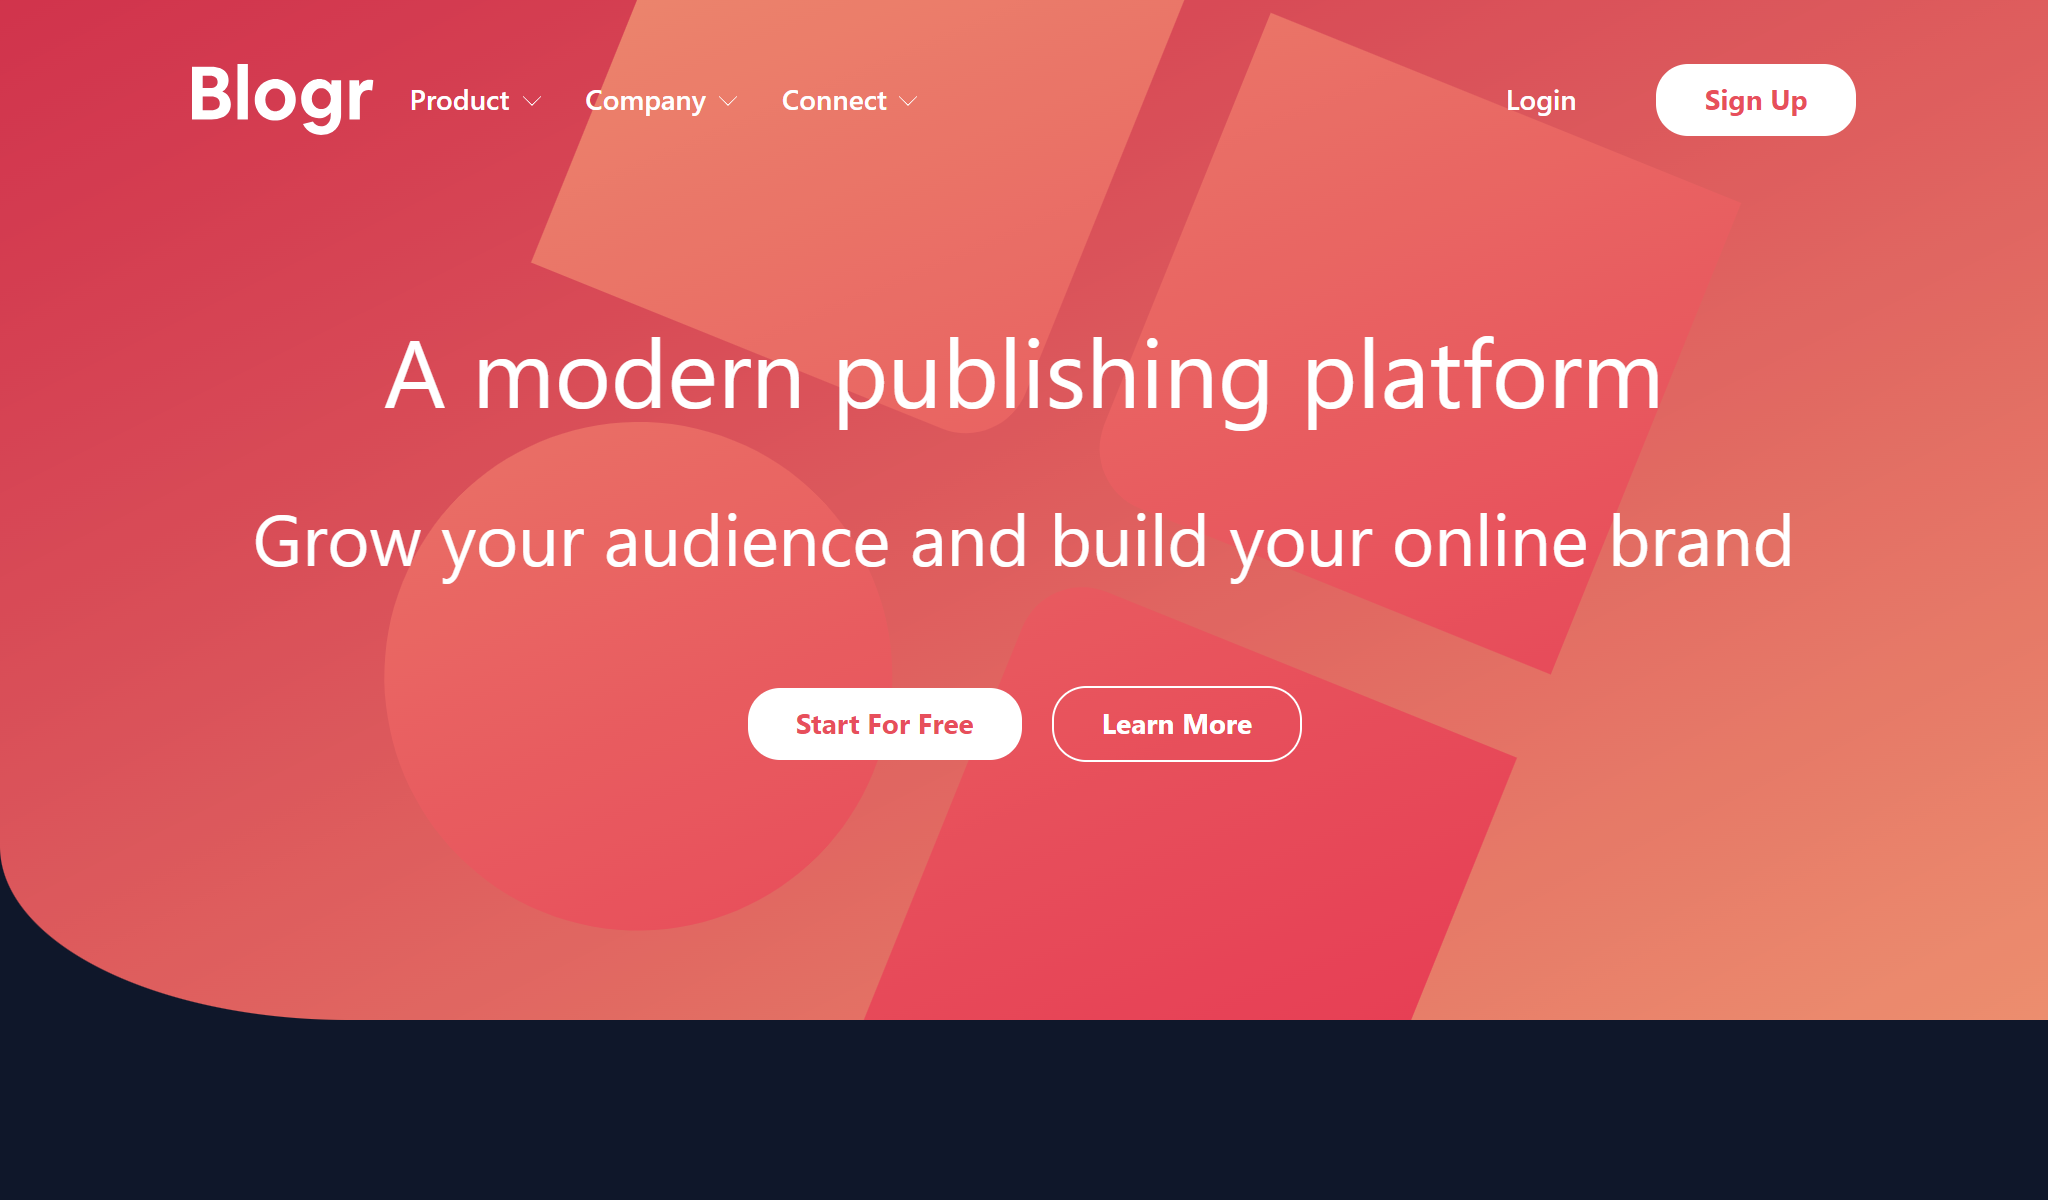 Blogr Product Company Connect Login Sign Up
A modern publishing platform
Grow your audience and build your online brand
Start For Free Learn More